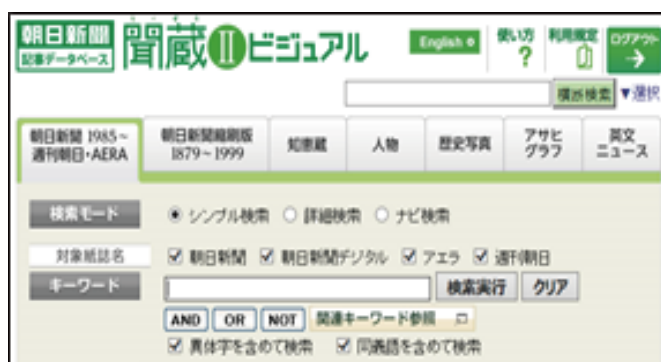 朝日新聞 聞蔵Ⅱビジュアル English 使い方 利用規定 ログアウト
記事データベース ? →
横断検索 ▼選択
朝日新聞 1985～ 朝日新聞縮刷版 知恵蔵 人物 歴史写真 アサヒ 英文
週刊朝日・AERA 1879～1999 グラフ ニュース
検索モード シンプル検索 詳細検索 ナビ検索
対象紙誌名 朝日新聞 朝日新聞デジタル アエラ 週刊朝日
キーワード 検索実行 クリア
AND OR NOT 関連キーワード参照
異体字を含めて検索 同義語を含めて検索